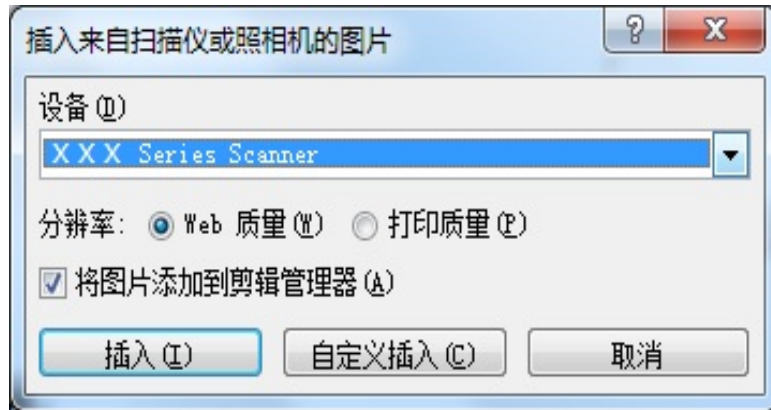 插入来自扫描仪或照相机的图片
设备(D)
XXX Series Scanner
分辨率: Web 质量(W) 打印质量(P)
将图片添加到剪辑管理器(A)
插入(I) 自定义插入(C) 取消